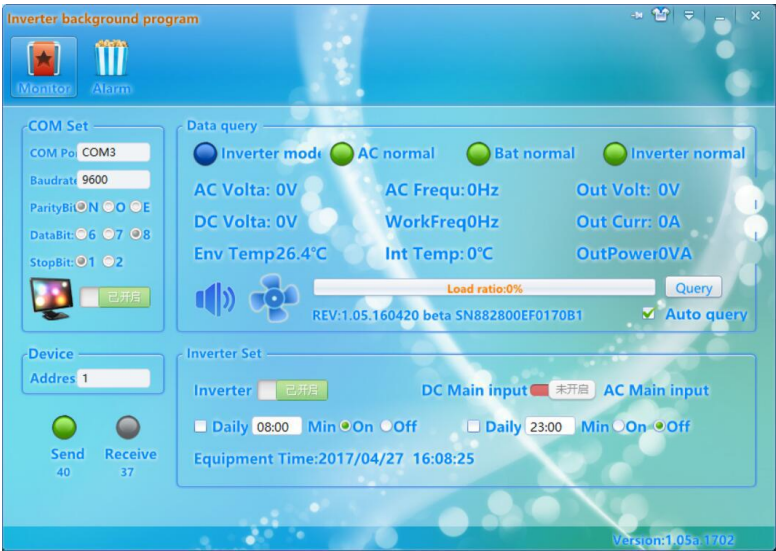 Inverter background program
Monitor Alarm
COM Set
COM Po COM3
Baudrate 9600
ParityBit N O E
DataBit: 6 7 8
StopBit: 1 2
已开启
Device
Addres 1
Send Receive
40 37
Data query
Inverter mode AC normal Bat normal Inverter normal
AC Volta: 0V AC Frequ: 0Hz Out Volt: 0V
DC Volta: 0V WorkFreq0Hz Out Curr: 0A
Env Temp26.4℃ Int Temp: 0℃ OutPower0VA
Load ratio:0% Query
REV:1.05.160420 beta SN882800EF0170B1 Auto query
Inverter Set
Inverter 已开启 DC Main input 未开启 AC Main input
Daily 08:00 Min On Off Daily 23:00 Min On Off
Equipment Time:2017/04/27 16:08:25
Version:1.05a.1702